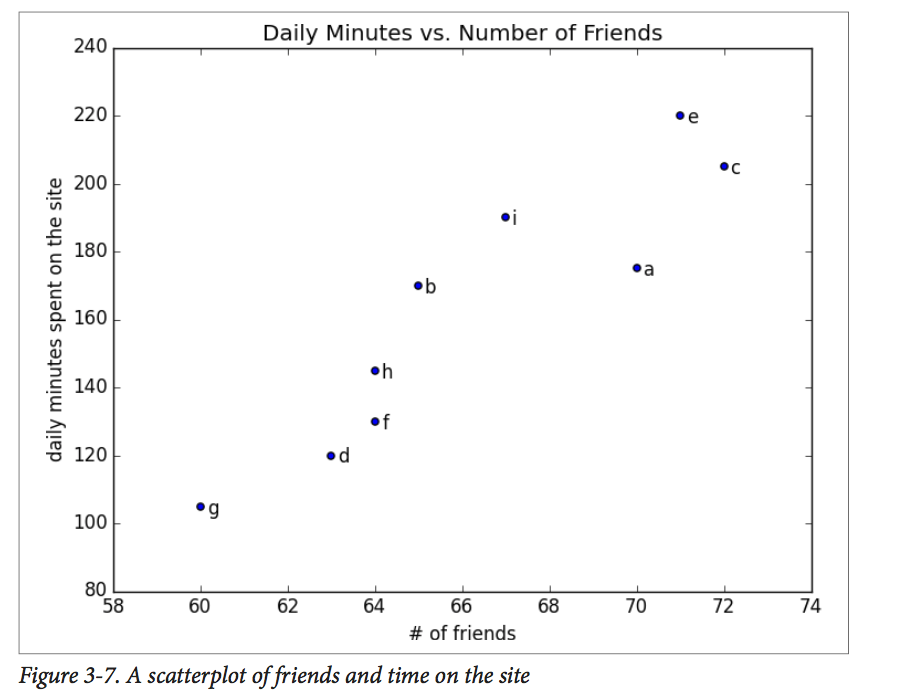 Daily Minutes vs. Number of Friends
240
220
200
180
160
140
120
100
80
daily minutes spent on the site
e
c
i
a
b
h
f
d
g
58 60 62 64 66 68 70 72 74
# of friends
Figure 3-7. A scatterplot of friends and time on the site